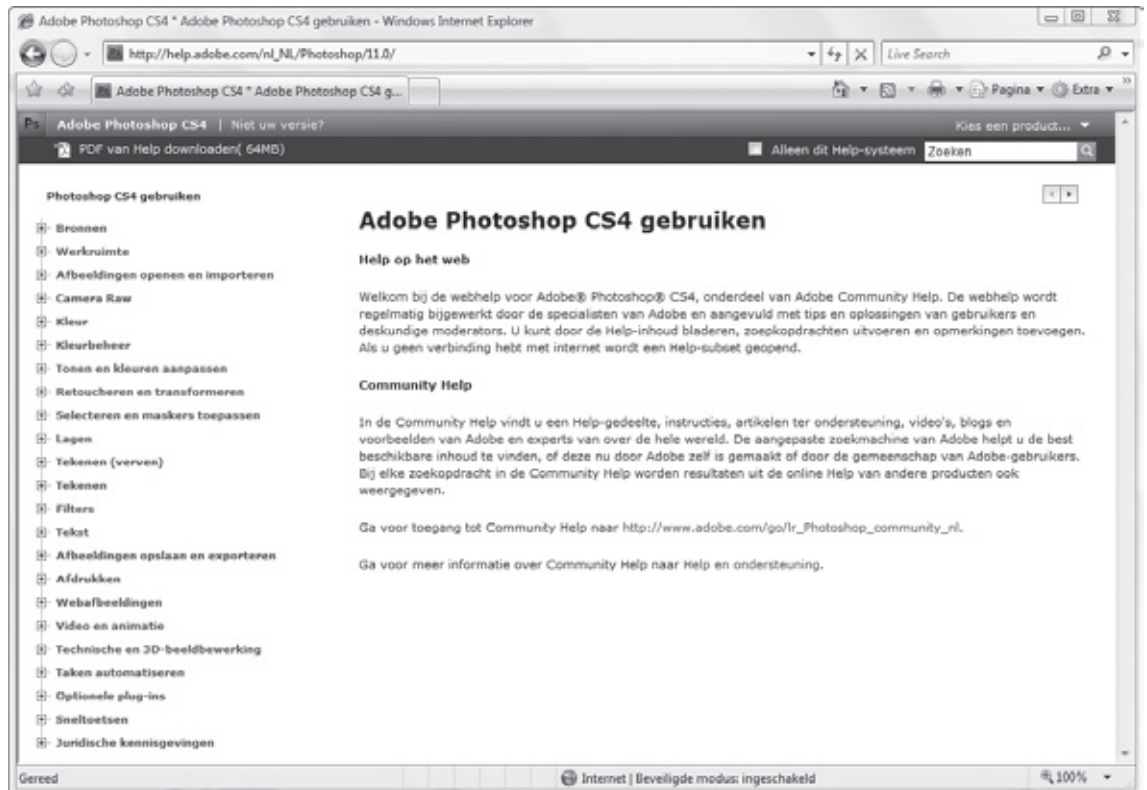 Adobe Photoshop CS4 * Adobe Photoshop CS4 gebruiken - Windows Internet Explorer
http://help.adobe.com/nl_NL/Photoshop/11.0/
Live Search
Adobe Photoshop CS4 * Adobe Photoshop CS4 g...
Pagina
Extra
Ps Adobe Photoshop CS4 | Niet uw versie?
Kies een product...
PDF van Help downloaden( 64MB)
Alleen dit Help-systeem
Zoeken
Photoshop CS4 gebruiken
Bronnen
Werkruimte
Afbeeldingen openen en importeren
Camera Raw
Kleur
Kleurbeheer
Tonen en kleuren aanpassen
Retoucheren en transformeren
Selecteren en maskers toepassen
Lagen
Tekenen (verven)
Tekenen
Filters
Tekst
Afbeeldingen opslaan en exporteren
Afdrukken
Webafbeeldingen
Video en animatie
Technische en 3D-beeldbewerking
Taken automatiseren
Optionele plug-ins
Sneltoetsen
Juridische kennisgevingen
Adobe Photoshop CS4 gebruiken
Help op het web
Welkom bij de webhelp voor Adobe® Photoshop® CS4, onderdeel van Adobe Community Help. De webhelp wordt
regelmatig bijgewerkt door de specialisten van Adobe en aangevuld met tips en oplossingen van gebruikers en
deskundige moderators. U kunt door de Help-inhoud bladeren, zoepkopdrachten uitvoeren en opmerkingen toevoegen.
Als u geen verbinding hebt met internet wordt een Help-subset geopend.
Community Help
In de Community Help vindt u een Help-gedeelte, instructies, artikelen ter ondersteuning, video's, blogs en
voorbeelden van Adobe en experts van over de hele wereld. De aangepaste zoekmachine van Adobe helpt u de best
beschikbare inhoud te vinden, of deze nu door Adobe zelf is gemaakt of door de gemeenschap van Adobe-gebruikers.
Bij elke zoekopdracht in de Community Help worden resultaten uit de online Help van andere producten ook
weergegeven.
Ga voor toegang tot Community Help naar http://www.adobe.com/go/lr_Photoshop_community_nl.
Ga voor meer informatie over Community Help naar Help en ondersteuning.
Gereed
Internet | Beveiligde modus: ingeschakeld
100%